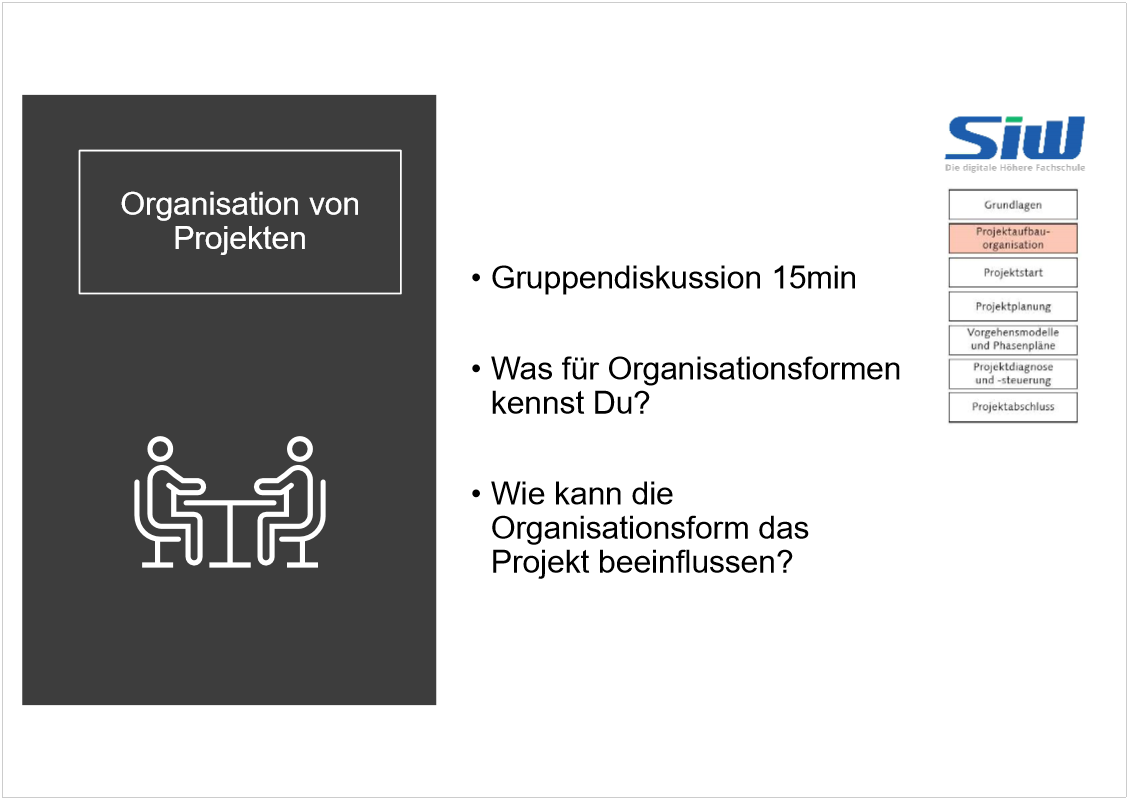 Organisation von
Projekten
• Gruppendiskussion 15min
• Was für Organisationsformen
kennst Du?
• Wie kann die
Organisationsform das
Projekt beeinflussen?
Siw
Die digitale Höhere Fachschule
Grundlagen
Projektaufbau-
organisation
Projektstart
Projektplanung
Vorgehensmodelle
und Phasenpläne
Projektdiagnose
und -steuerung
Projektabschluss